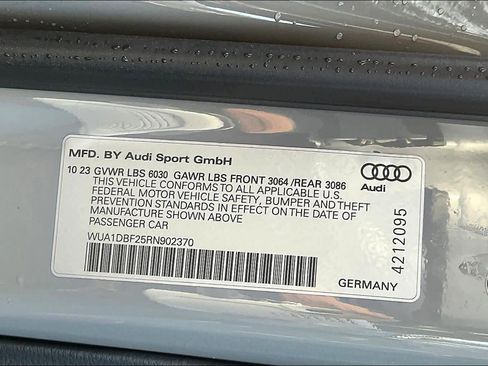 MFD. BY Audi Sport GmbH
10 23 GVWR LBS 6030 GAWR LBS FRONT 3064 /REAR 3086
THIS VEHICLE CONFORMS TO ALL APPLICABLE U.S.
FEDERAL MOTOR VEHICLE SAFETY, BUMPER AND THEFT
PREVENTION STANDARDS IN EFFECT ON THE DATE OF
MANUFACTURE SHOWN ABOVE
PASSENGER CAR
WUA1DBF25RN902370
Audi
4212095
GERMANY